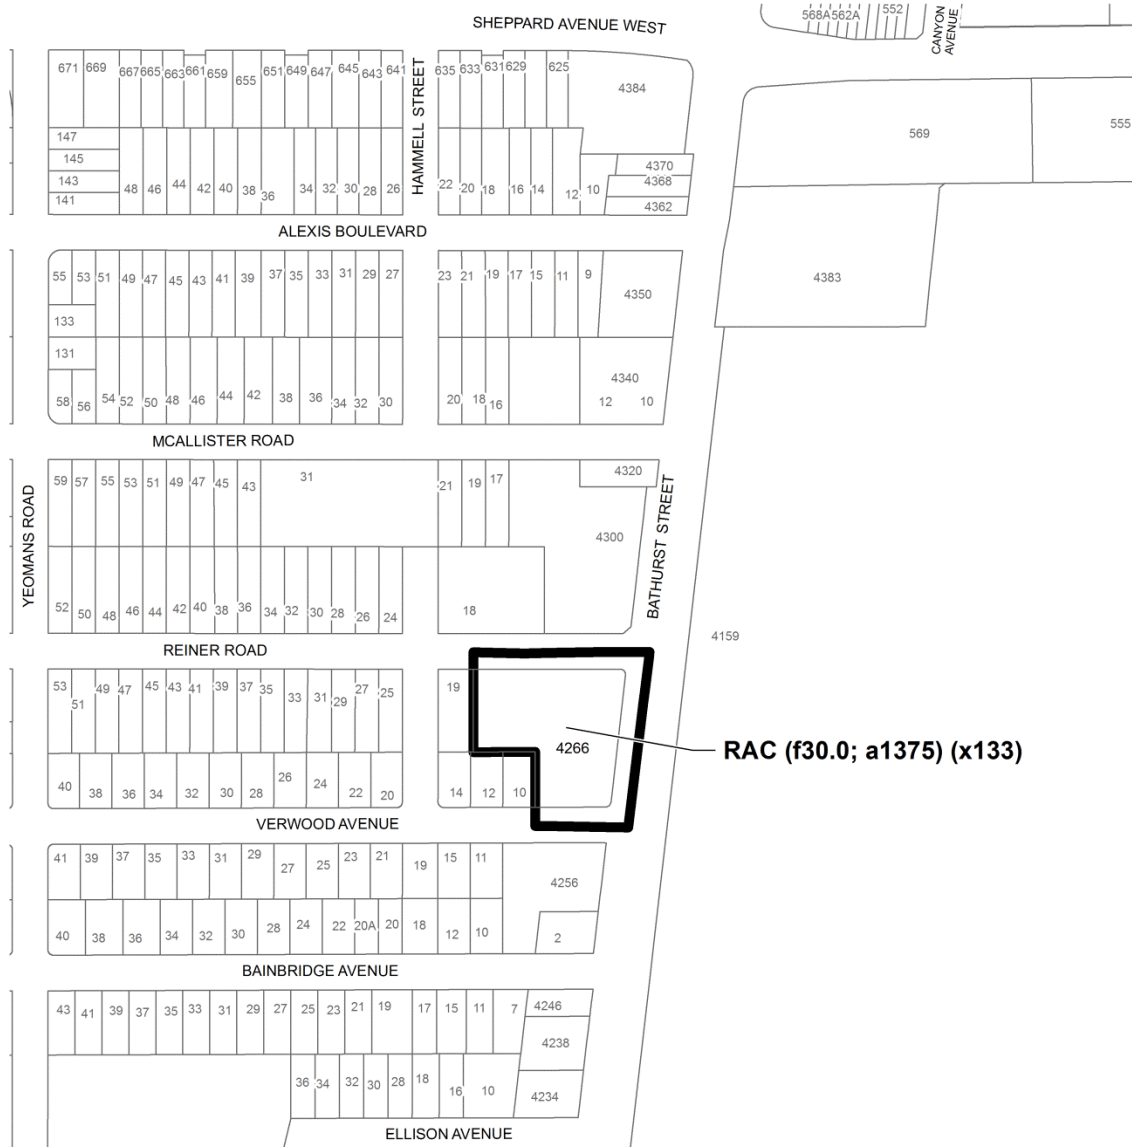 SHEPPARD AVENUE WEST
568A 562A 552
CANYON
AVENUE
671 669 667 665 663 661 659 655 651 649 647 645 643 641
HAMMELL STREET
635 633 631 629 625
4384
569
555
147
145
143
141
48 46 44 42 40 38 36 34 32 30 28 26
22 20 18 16 14 12 10
4370
4368
4362
ALEXIS BOULEVARD
55 53 51 49 47 45 43 41 39 37 35 33 31 29 27
23 21 19 17 15 11 9
4350
4383
133
131
58 56 54 52 50 48 46 44 42 38 36 34 32 30
20 18 16
4340
12 10
MCALLISTER ROAD
59 57 55 53 51 49 47 45 43 31
21 19 17
4320
4300
YEOMANS ROAD
BATHURST STREET
52 50 48 46 44 42 40 38 36 34 32 30 28 26 24
18
4159
REINER ROAD
53 51 49 47 45 43 41 39 37 35 33 31 29 27 25
19
4266
RAC (f30.0; a1375) (x133)
40 38 36 34 32 30 28 26 24 22 20
14 12 10
VERWOOD AVENUE
41 39 37 35 33 31 29 27 25 23 21 19 15 11
4256
40 38 36 34 32 30 28 24 22 20A 20 18 12 10
2
BAINBRIDGE AVENUE
43 41 39 37 35 33 31 29 27 25 23 21 19 17 15 11 7
4246
4238
36 34 32 30 28 18 16 10
4234
ELLISON AVENUE